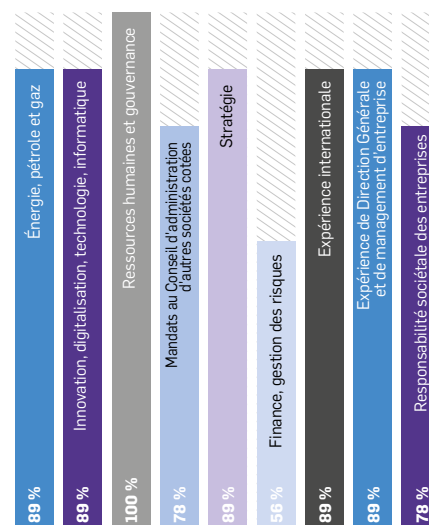 Énergie, pétrole et gaz
89 %
Innovation, digitalisation, technologie, informatique
89 %
Ressources humaines et gouvernance
100 %
Mandats au Conseil d'administration
d'autres sociétés cotées
78 %
Stratégie
89 %
Finance, gestion des risques
56 %
Expérience internationale
89 %
Expérience de Direction Générale
et de management d'entreprise
89 %
Responsabilité sociétale des entreprises
78 %